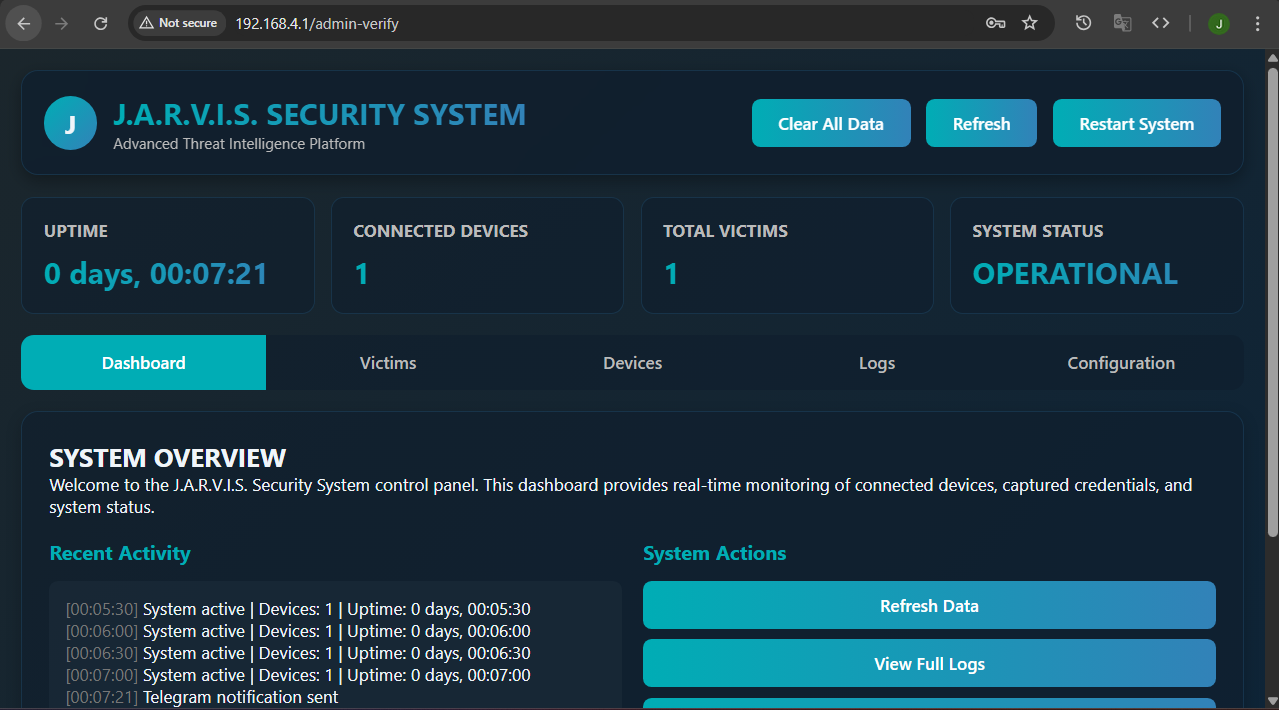 Not secure 192.168.4.1/admin-verify J
J J.A.R.V.I.S. SECURITY SYSTEM
Advanced Threat Intelligence Platform
Clear All Data Refresh Restart System
UPTIME CONNECTED DEVICES TOTAL VICTIMS SYSTEM STATUS
0 days, 00:07:21 1 1 OPERATIONAL
Dashboard Victims Devices Logs Configuration
SYSTEM OVERVIEW
Welcome to the J.A.R.V.I.S. Security System control panel. This dashboard provides real-time monitoring of connected devices, captured credentials, and
system status.
Recent Activity
[00:05:30] System active | Devices: 1 | Uptime: 0 days, 00:05:30
[00:06:00] System active | Devices: 1 | Uptime: 0 days, 00:06:00
[00:06:30] System active | Devices: 1 | Uptime: 0 days, 00:06:30
[00:07:00] System active | Devices: 1 | Uptime: 0 days, 00:07:00
[00:07:21] Telegram notification sent
System Actions
Refresh Data
View Full Logs